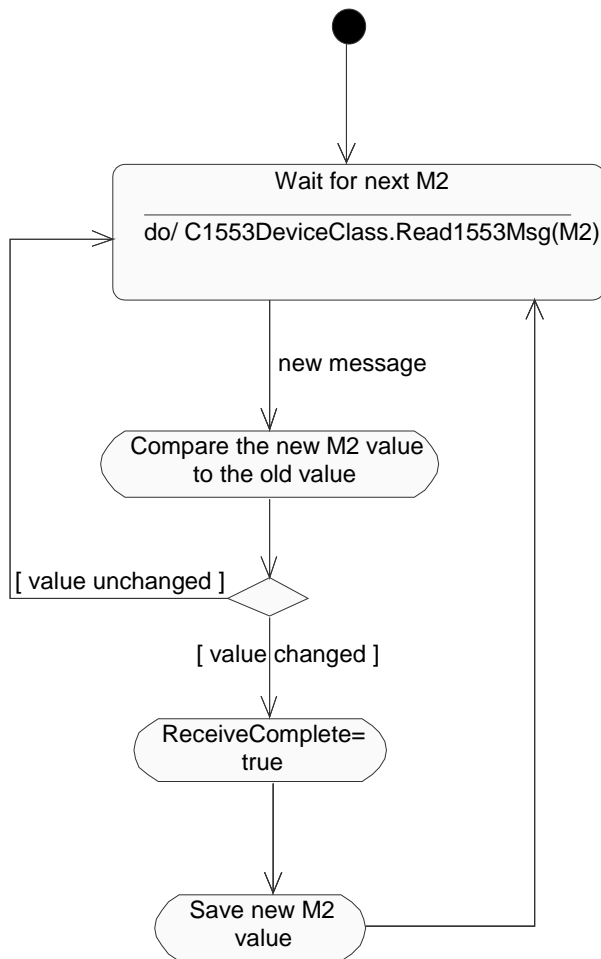 Wait for next M2
do/ C1553DeviceClass.Read1553Msg(M2)
new message
Compare the new M2 value
to the old value
[ value unchanged ]
[ value changed ]
ReceiveComplete=
true
Save new M2
value